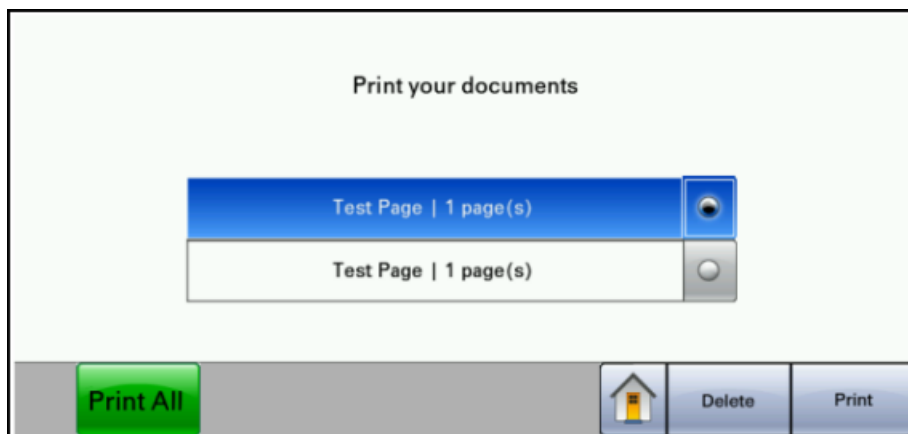 Print your documents
Test Page | 1 page(s)
Test Page | 1 page(s)
Print All
Delete
Print